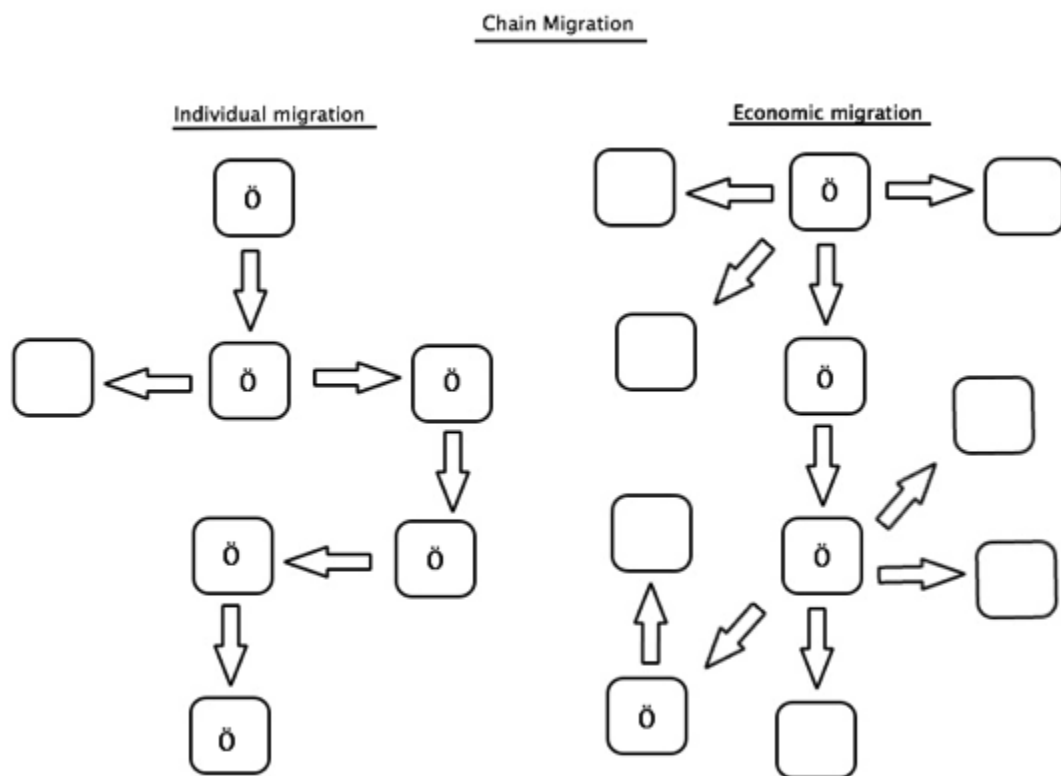 Chain Migration
Individual migration
Economic migration
Ö
Ö
Ö
Ö
Ö
Ö
Ö
Ö
Ö
Ö